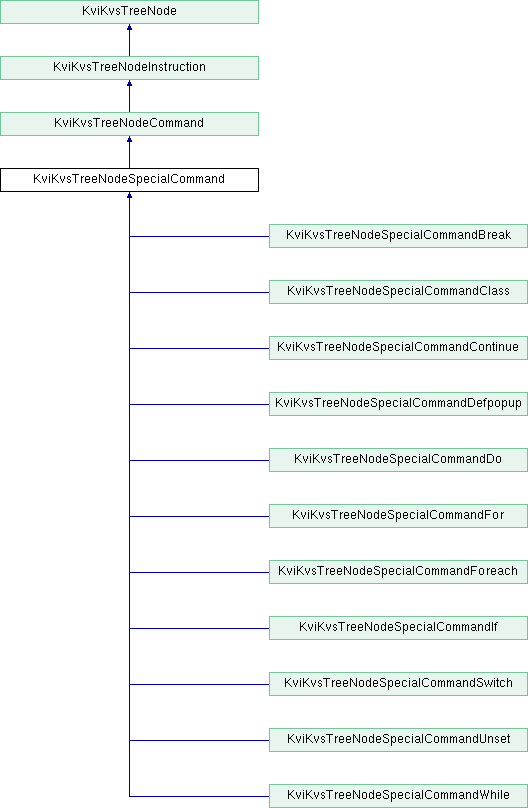 KviKvsTreeNode
KviKvsTreeNodeInstruction
KviKvsTreeNodeCommand
KviKvsTreeNodeSpecialCommand
KviKvsTreeNodeSpecialCommandBreak
KviKvsTreeNodeSpecialCommandClass
KviKvsTreeNodeSpecialCommandContinue
KviKvsTreeNodeSpecialCommandDefpopup
KviKvsTreeNodeSpecialCommandDo
KviKvsTreeNodeSpecialCommandFor
KviKvsTreeNodeSpecialCommandForeach
KviKvsTreeNodeSpecialCommandIf
KviKvsTreeNodeSpecialCommandSwitch
KviKvsTreeNodeSpecialCommandUnset
KviKvsTreeNodeSpecialCommandWhile